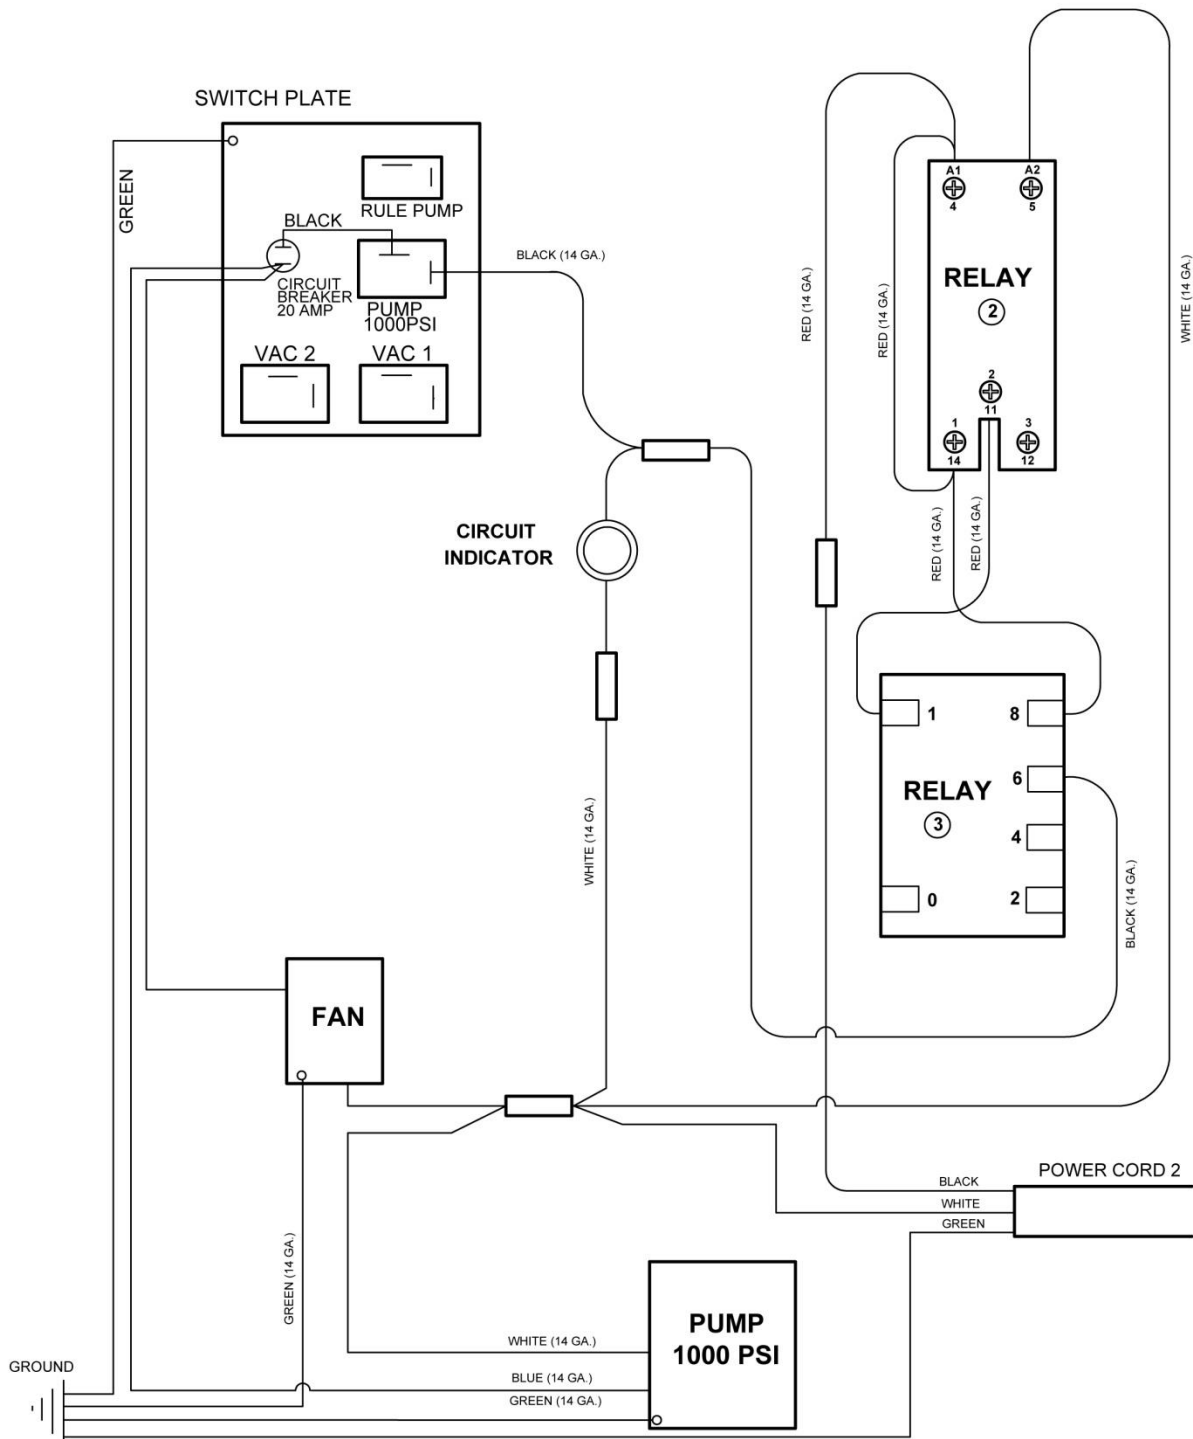 SWITCH PLATE
GREEN
RULE PUMP
BLACK
CIRCUIT
BREAKER
20 AMP
PUMP
1000PSI
VAC 2
VAC 1
BLACK (14 GA.)
RED (14 GA.)
RED (14 GA.)
A1
4
A2
5
RELAY
2
2
11
1
14
3
12
WHITE (14 GA.)
CIRCUIT
INDICATOR
RED (14 GA.)
RED (14 GA.)
1
8
6
RELAY
3
4
0
2
BLACK (14 GA.)
WHITE (14 GA.)
FAN
GREEN (14 GA.)
POWER CORD 2
BLACK
WHITE
GREEN
PUMP
1000 PSI
WHITE (14 GA.)
BLUE (14 GA.)
GREEN (14 GA.)
GROUND